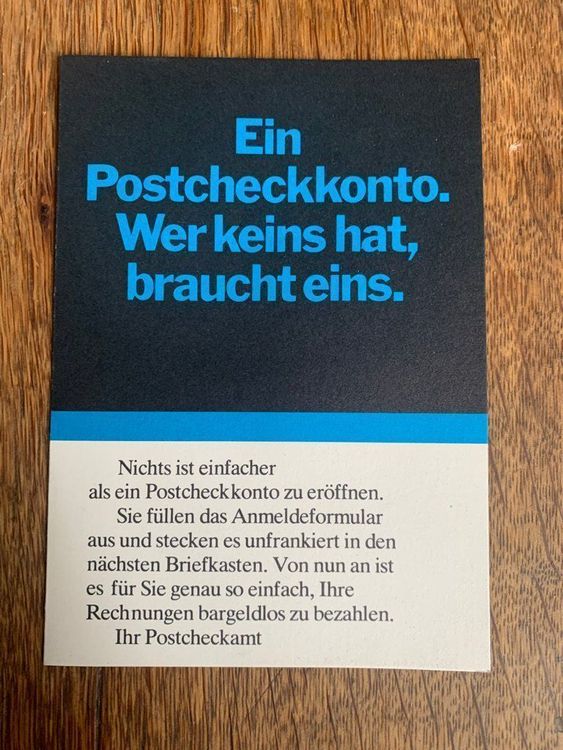 Ein
Postcheckkonto.
Wer keins hat,
braucht eins.
Nichts ist einfacher
als ein Postcheckkonto zu eröffnen.
Sie füllen das Anmeldeformular
aus und stecken es unfrankiert in den
nächsten Briefkasten. Von nun an ist
es für Sie genau so einfach, Ihre
Rechnungen bargeldlos zu bezahlen.
Ihr Postcheckamt